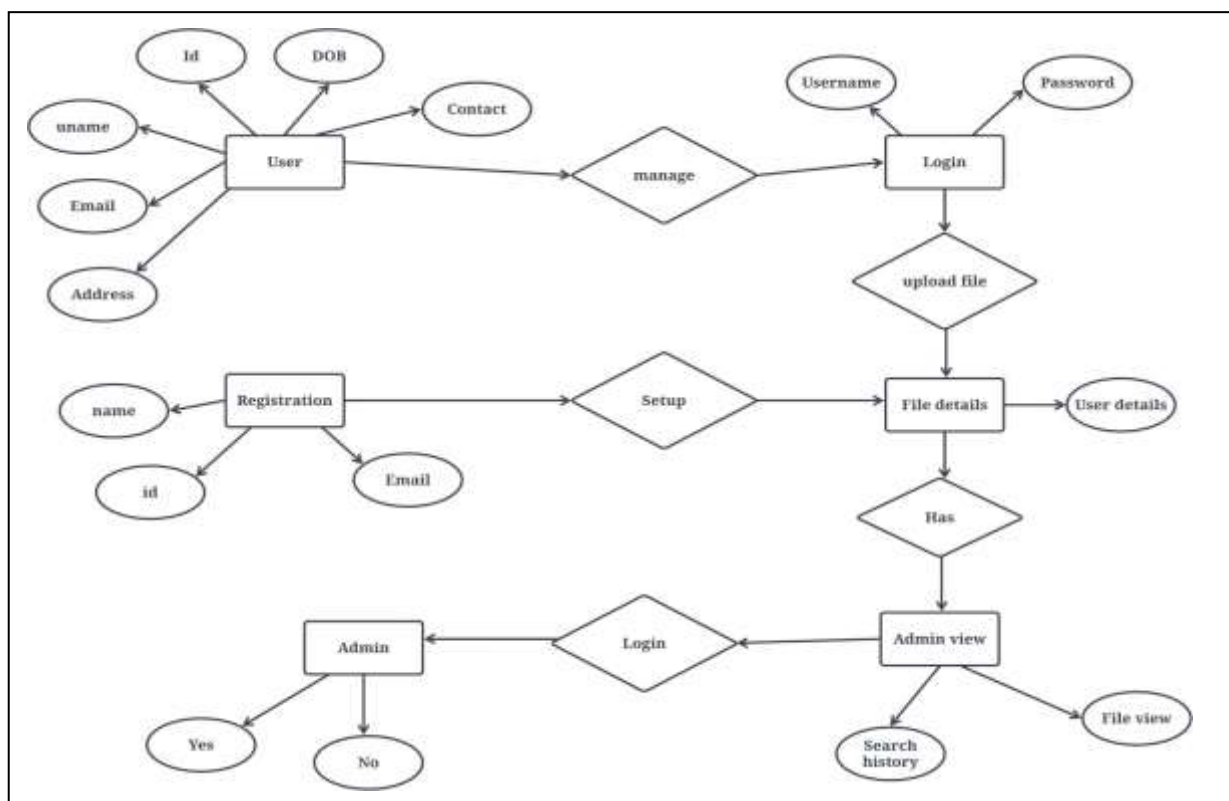 Id
DOB
Username
Password
Contact
uname
User
manage
Login
Email
Address
upload file
Registration
Setup
File details
User details
name
id
Email
Has
Admin
Login
Admin view
Yes
No
Search
history
File view